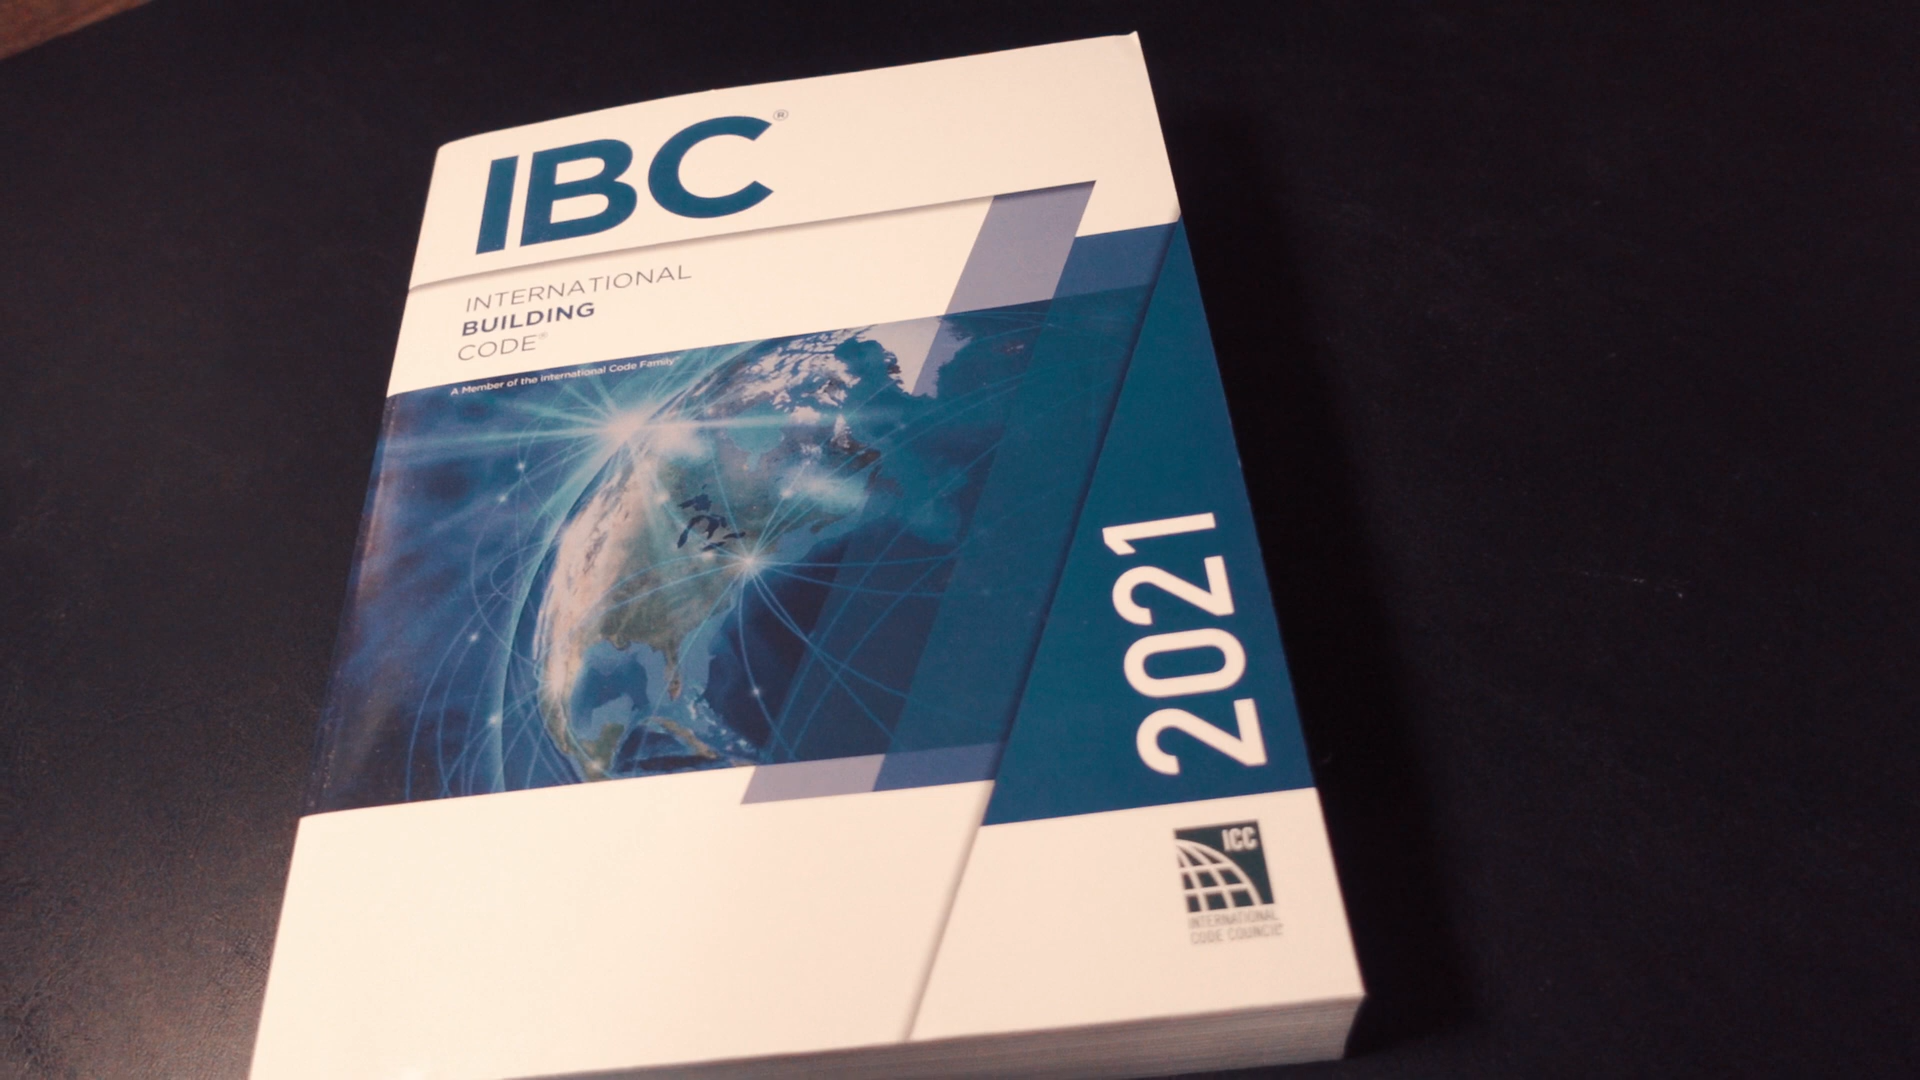 IBC®
INTERNATIONAL
BUILDING
CODE®
A Member of the International Code Family®
2021
ICC
INTERNATIONAL
CODE COUNCIL®